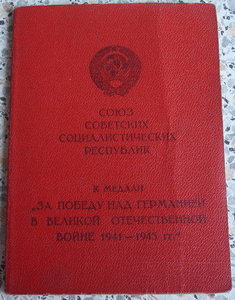 СОЮЗ
СОВЕТСКИХ
СОЦИАЛИСТИЧЕСКИХ
РЕСПУБЛИК
К МЕДАЛИ
„ЗА ПОБЕДУ НАД ГЕРМАНИЕЙ
В ВЕЛИКОЙ ОТЕЧЕСТВЕННОЙ
ВОЙНЕ 1941—1945 гг."